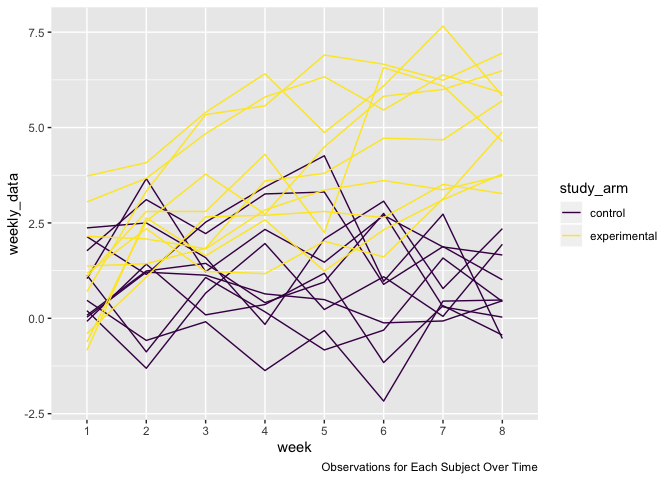 7.5
5.0
2.5
0.0
-2.5
weekly_data
1 2 3 4 5 6 7 8
week
study_arm
control
experimental
Observations for Each Subject Over Time